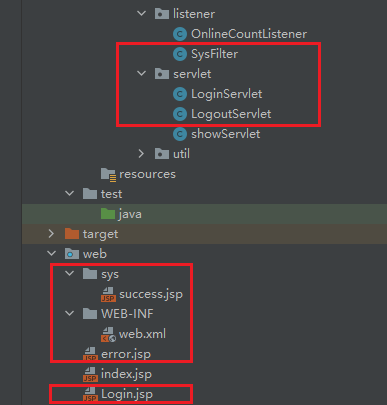 listener
OnlineCountListener
SysFilter
servlet
LoginServlet
LogoutServlet
showServlet
util
resources
test
java
target
web
sys
success.jsp
WEB-INF
web.xml
error.jsp
index.jsp
Login.jsp